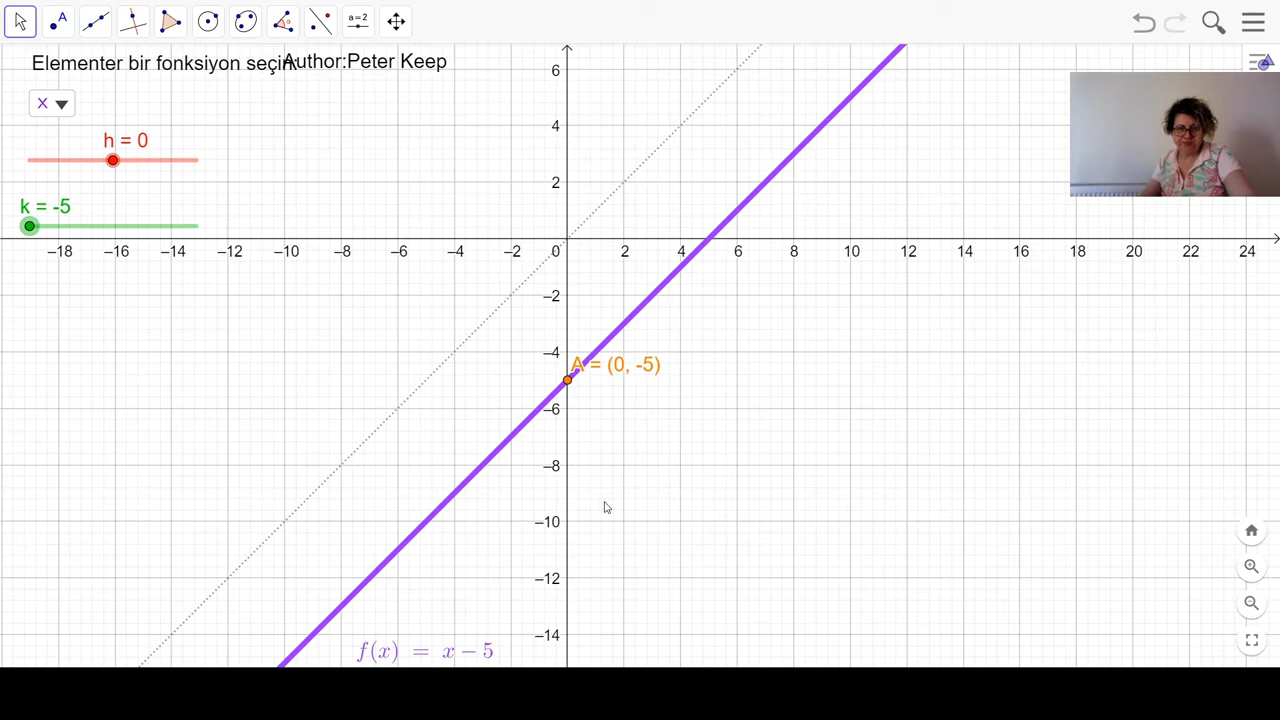 A
a=2
Elementer bir fonksiyon seçin
Author:Peter Keep
x
h = 0
k = -5
6
4
2
–18 –16 –14 –12 –10 –8 –6 –4 –2 0 2 4 6 8 10 12 14 16 18 20 22 24
–2
–4
A = (0, -5)
–6
–8
–10
–12
–14
f(x) = x – 5